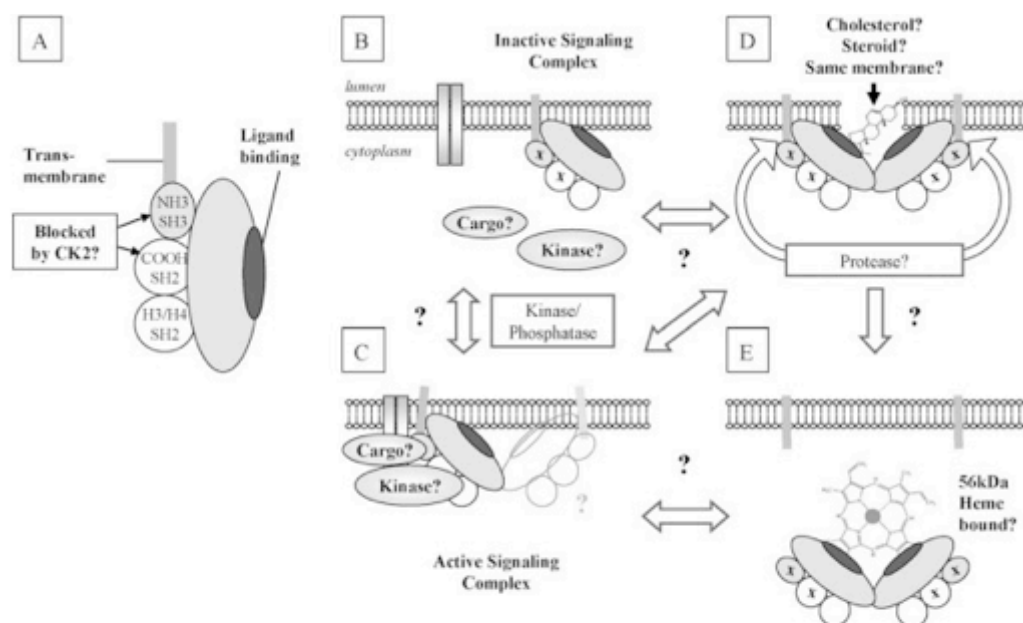 A
Trans-
membrane
Ligand
binding
NH3
SH3
Blocked
by CK2?
COOH
SH2
H3/H4
SH2
B
Inactive Signaling
Complex
lumen
cytoplasm
x
x
Cargo?
Kinase?
?
?
Kinase/
Phosphatase
C
Cargo?
Kinase?
?
Active Signaling
Complex
?
D
Cholesterol?
Steroid?
Same membrane?
x
x
x
x
Protease?
?
E
56kDa
Heme
bound?
x
x
x
x